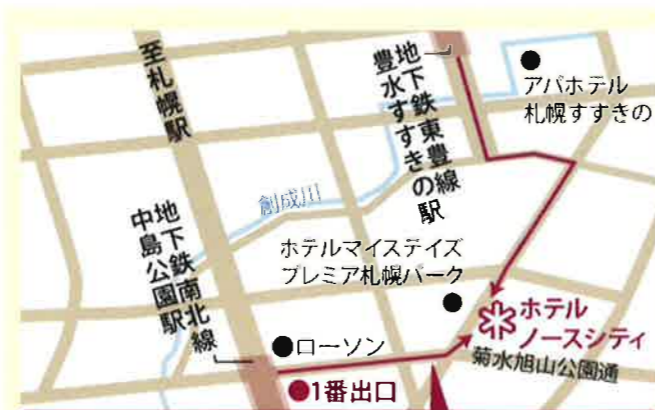 至札幌駅
地下鉄東豊線
豊水すすきの駅
アパホテル
札幌すすきの
創成川
地下鉄南北線
中島公園駅
ホテルマイステイズ
プレミア札幌パーク
ホテル
ノースシティ
菊水旭山公園通
ローソン
1番出口